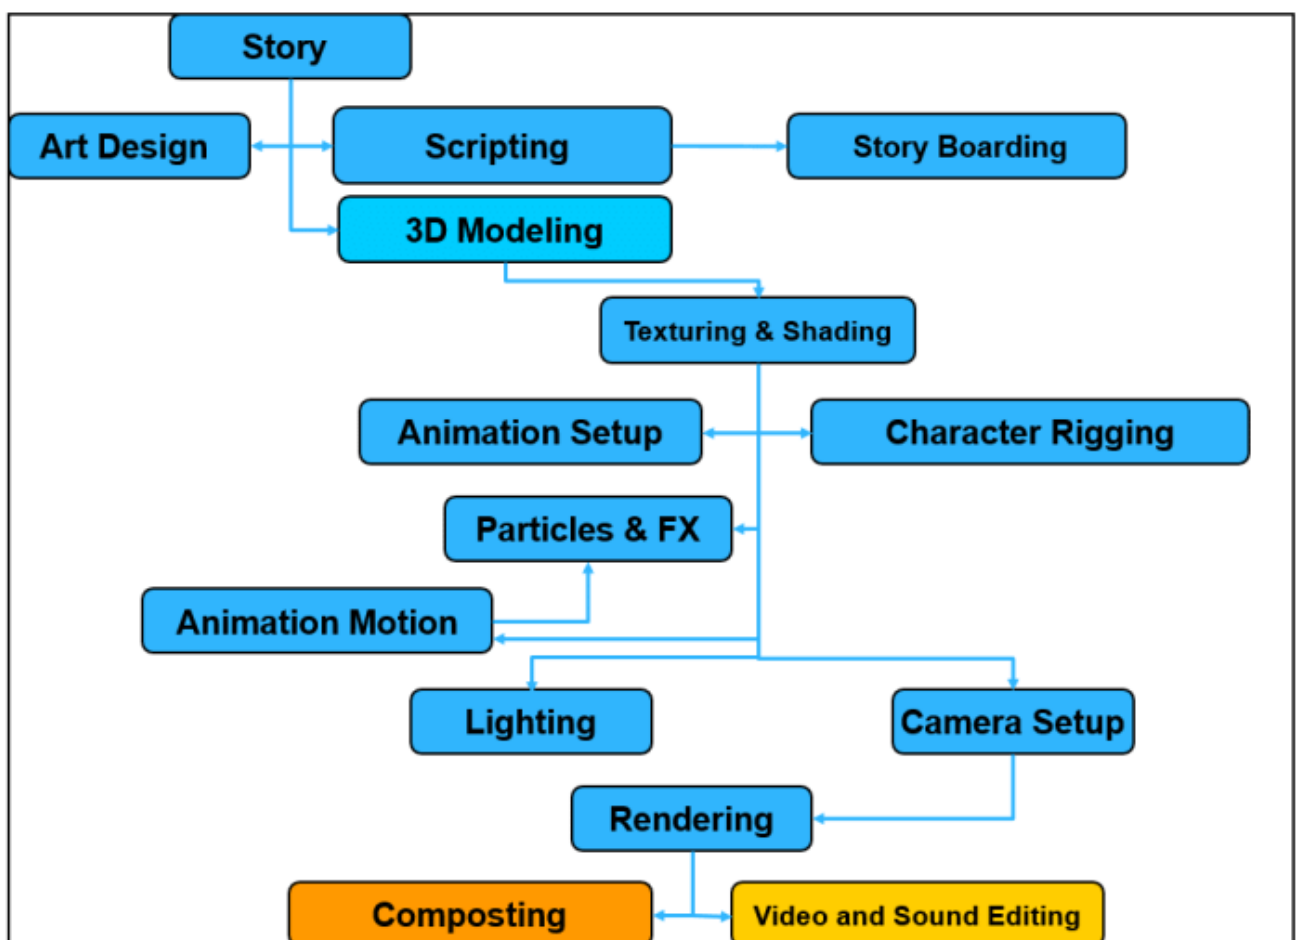 Story
Art Design
Scripting
Story Boarding
3D Modeling
Texturing & Shading
Animation Setup
Character Rigging
Particles & FX
Animation Motion
Lighting
Camera Setup
Rendering
Composting
Video and Sound Editing